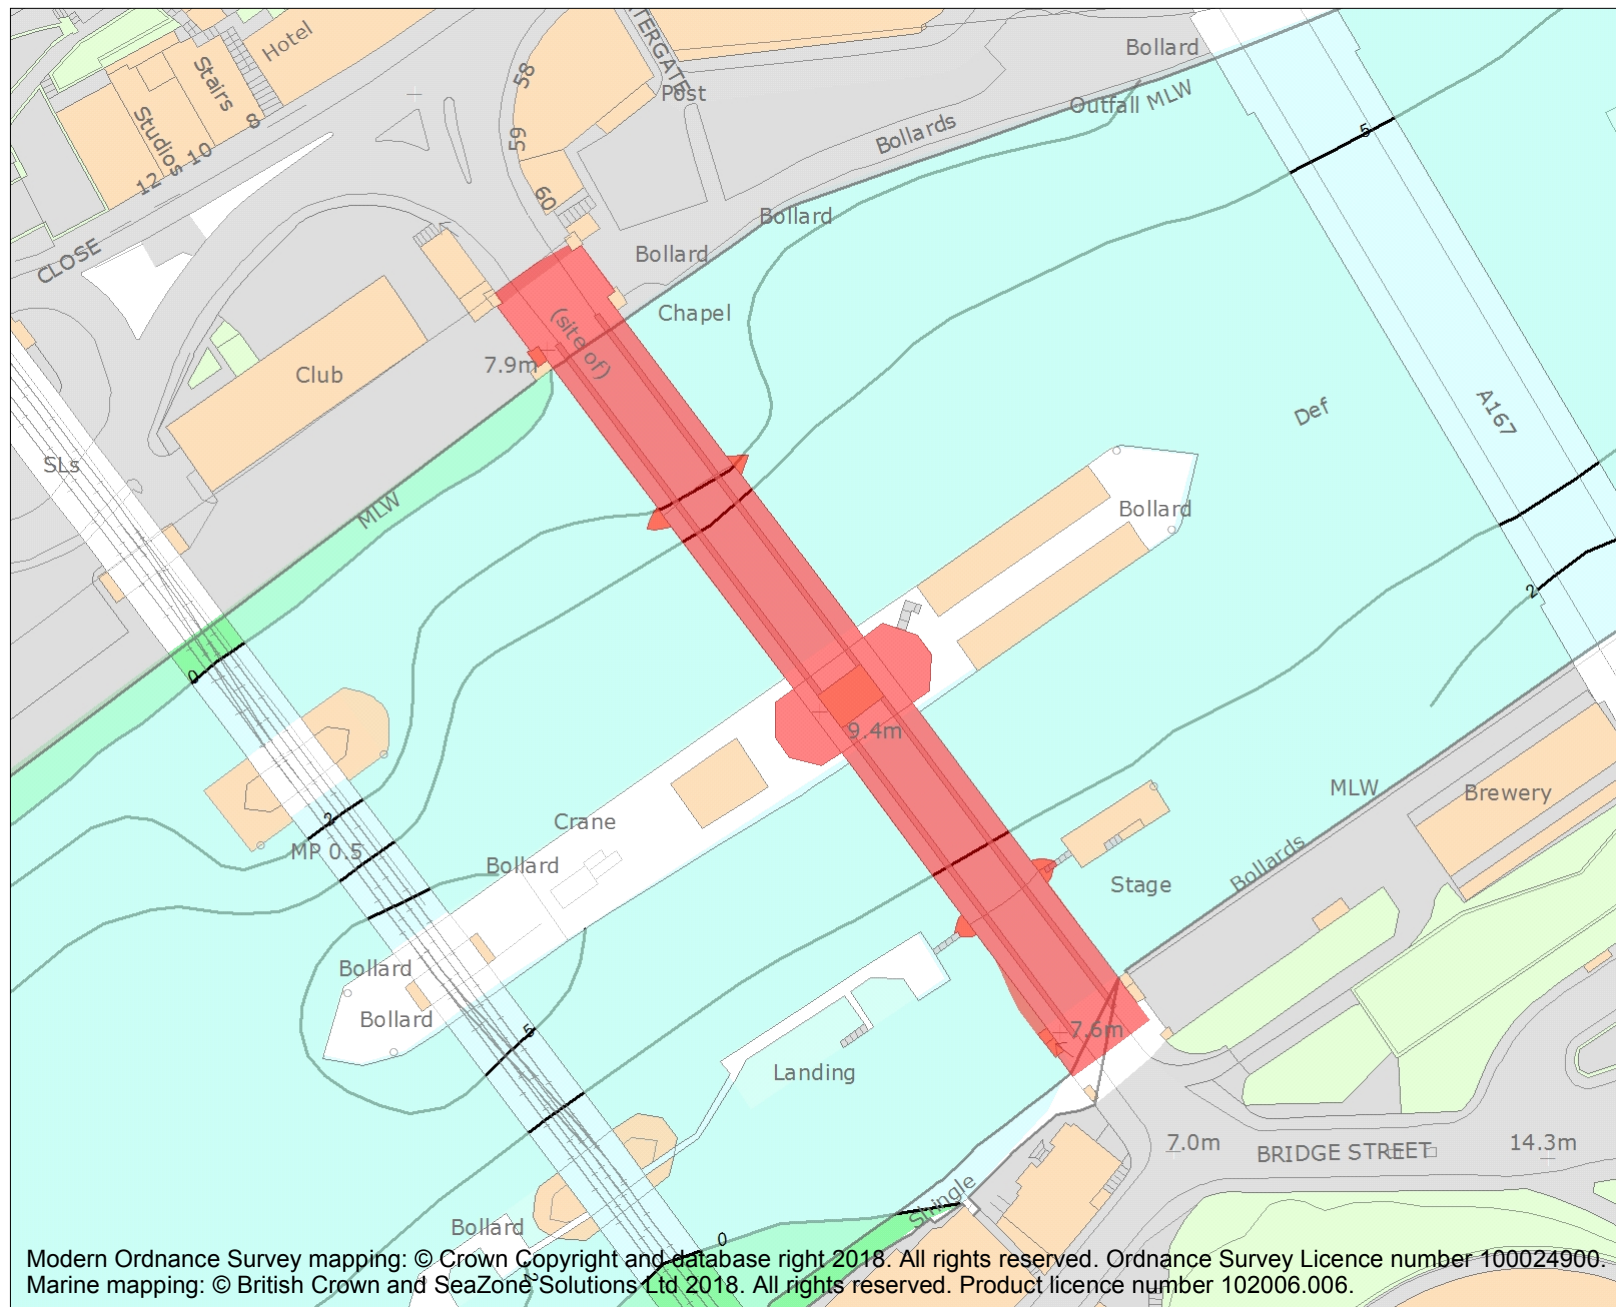 Hotel
Stairs
Studios
8
10
12
CLOSE
58
59
60
TERGATE
Post
Bollards
Bollard
Outfall MLW
5
Bollard
Bollard
Chapel
(site of)
7.9m
Club
SLs
MLW
Def
A167
Bollard
2
0
9.4m
2
MP 0.5
Crane
Bollard
MLW
Brewery
Bollards
Stage
Bollard
Bollard
5
7.6m
Landing
7.0m
BRIDGE STREET
14.3m
Shingle
Bollard
0
2
Modern Ordnance Survey mapping: © Crown Copyright and database right 2018. All rights reserved. Ordnance Survey Licence number 100024900.
Marine mapping: © British Crown and SeaZone Solutions Ltd 2018. All rights reserved. Product licence number 102006.006.